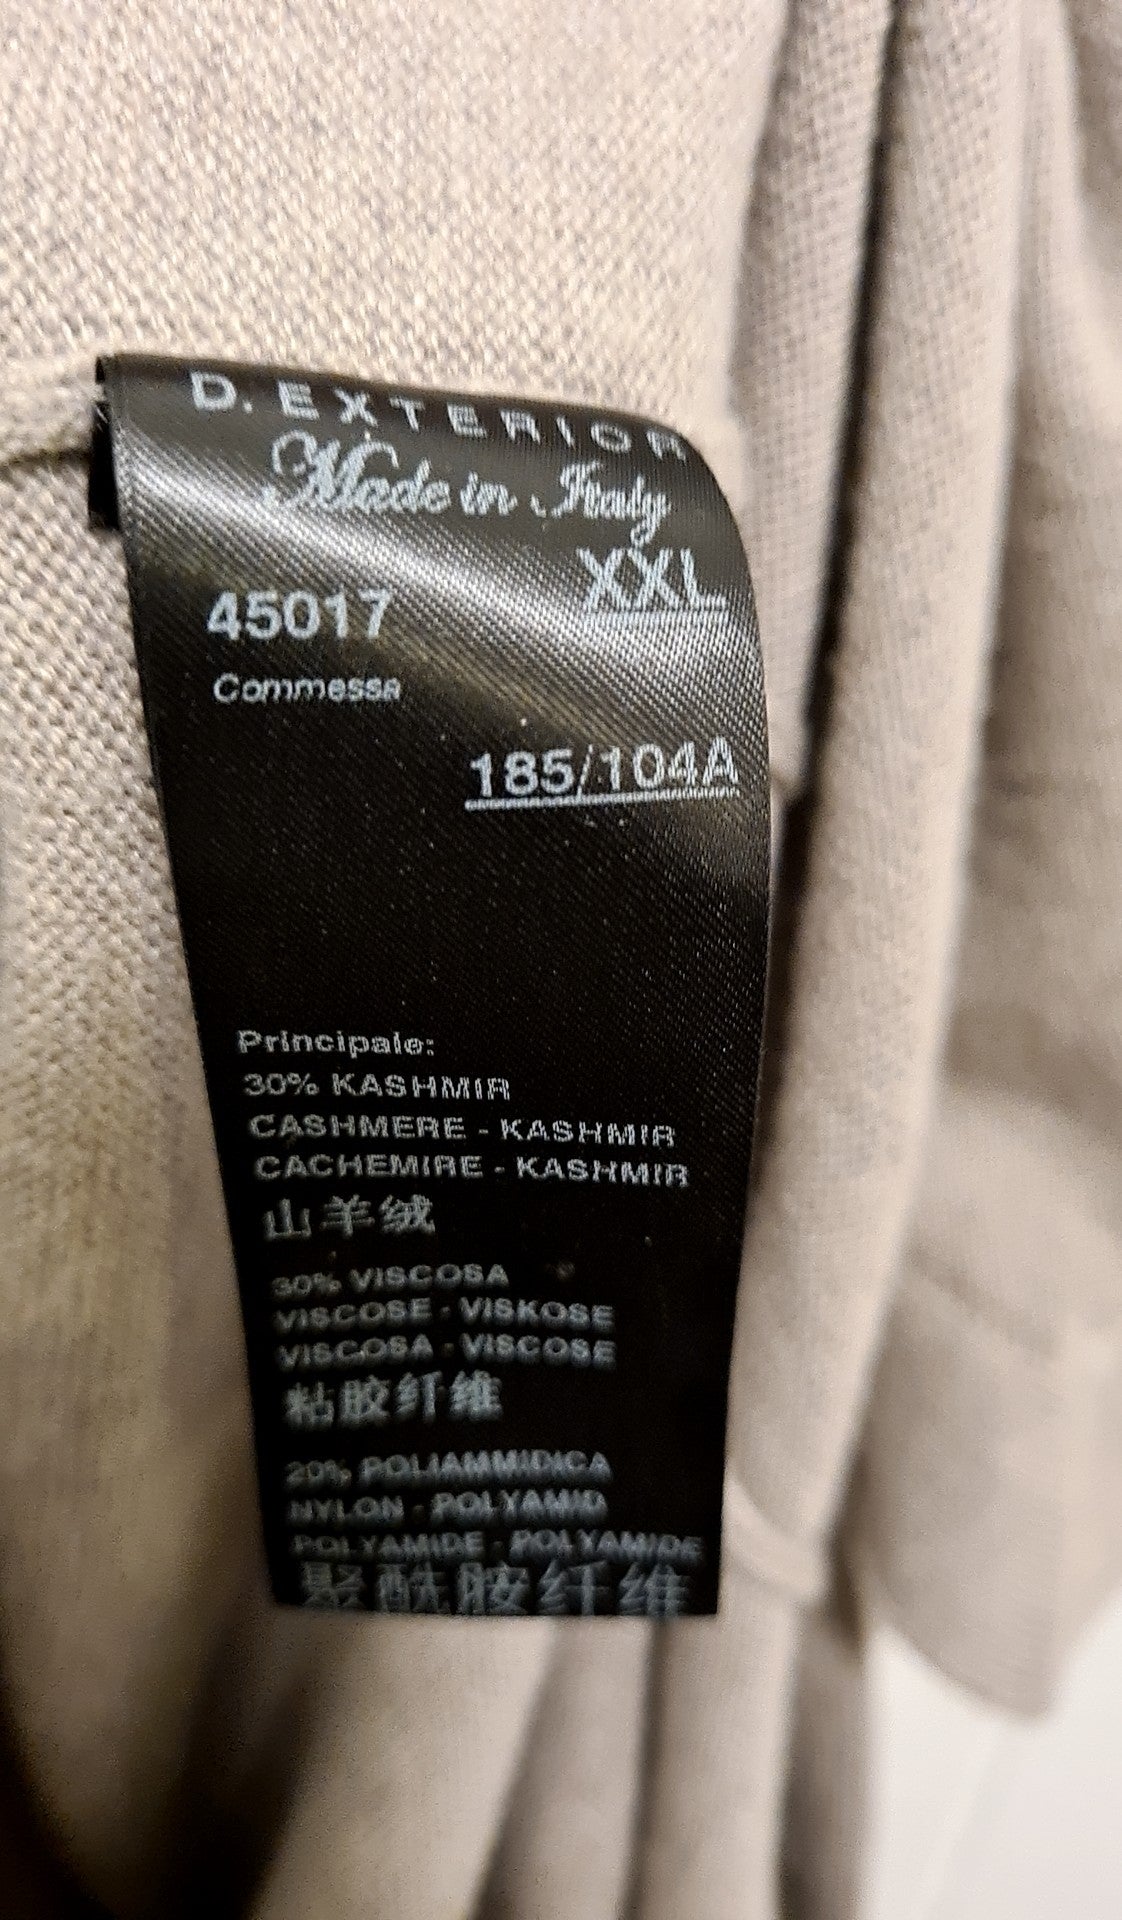 D. EXTERIOR
Made in Italy
XXL
45017
Commessa
185/104A
Principale:
30% KASHMIR
CASHMERE - KASHMIR
CACHEMIRE - KASHMIR
山羊绒
30% VISCOSA
VISCOSE - VISKOSE
VISCOSA - VISCOSE
粘胶纤维
20% POLIAMMIDICA
NYLON - POLYAMID
POLYAMIDE - POLYAMIDE
聚酰胺纤维